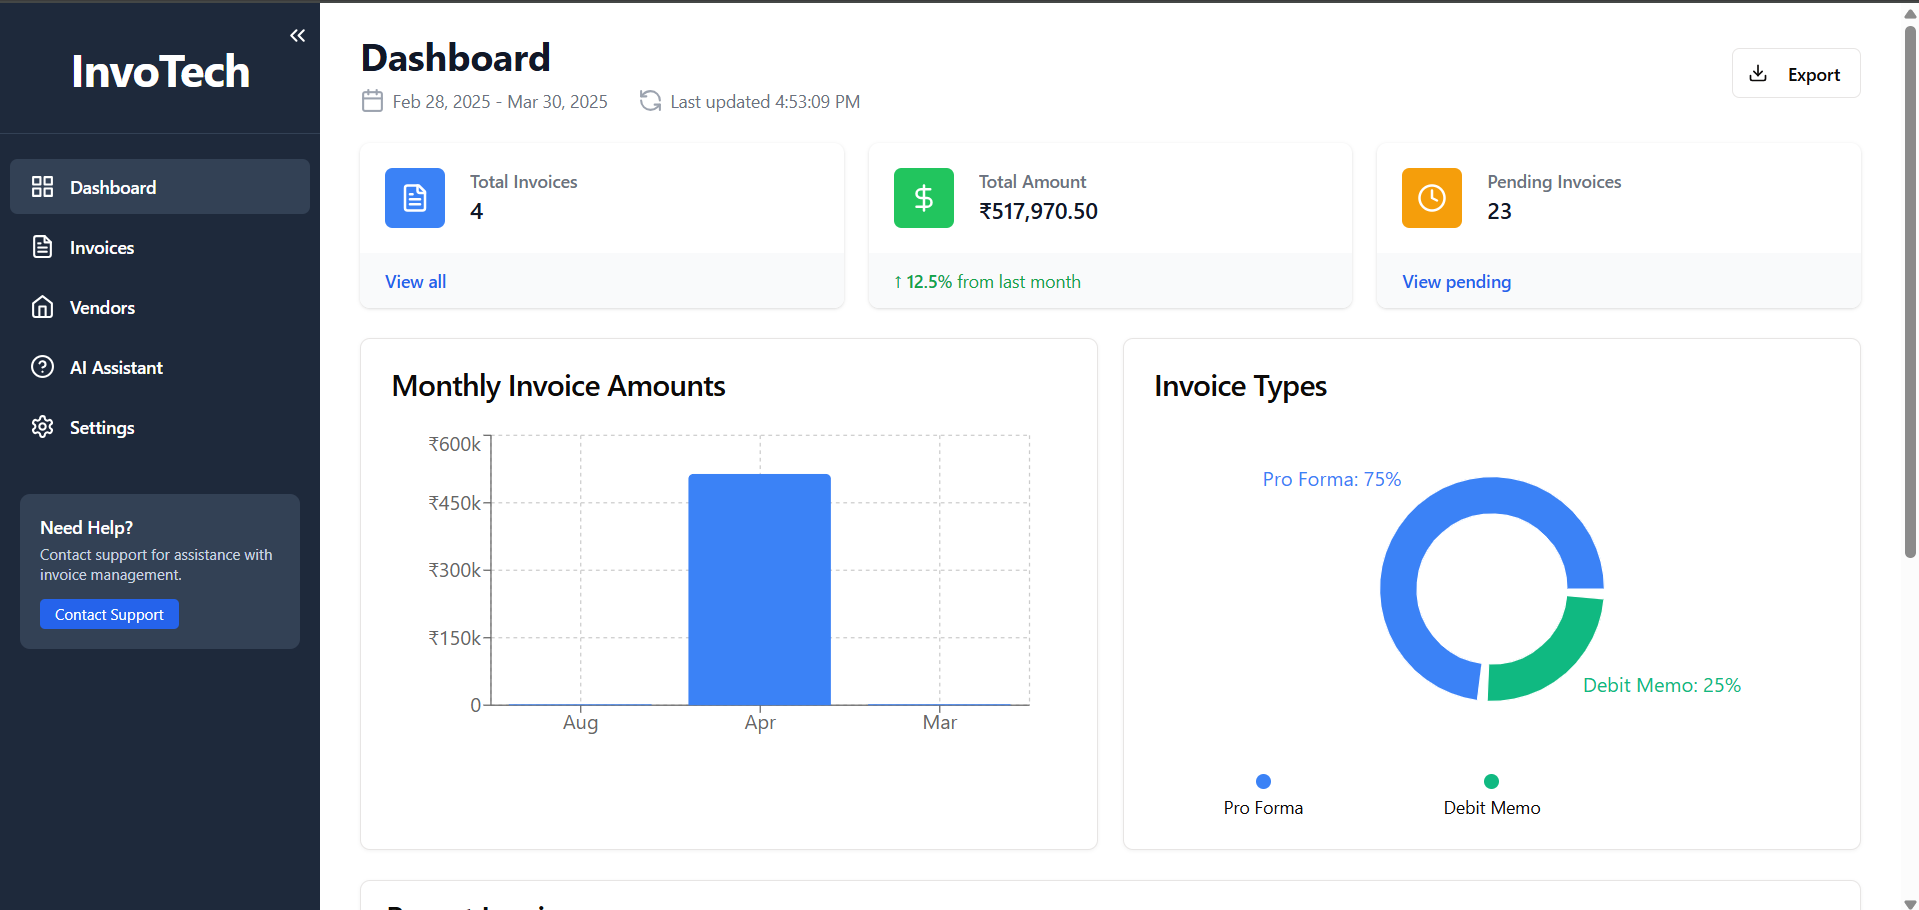 InvoTech
Dashboard
Invoices
Vendors
AI Assistant
Settings
Need Help?
Contact support for assistance with
invoice management.
Contact Support
Dashboard
Feb 28, 2025 - Mar 30, 2025
Last updated 4:53:09 PM
Export
Total Invoices
4
View all
Total Amount
₹517,970.50
↑ 12.5% from last month
Pending Invoices
23
View pending
Monthly Invoice Amounts
₹600k
₹450k
₹300k
₹150k
0
Aug Apr Mar
Invoice Types
Pro Forma: 75%
Debit Memo: 25%
Pro Forma
Debit Memo